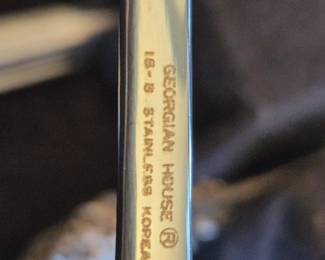 GEORGIAN HOUSE ®
18-8 STAINLESS KOREA